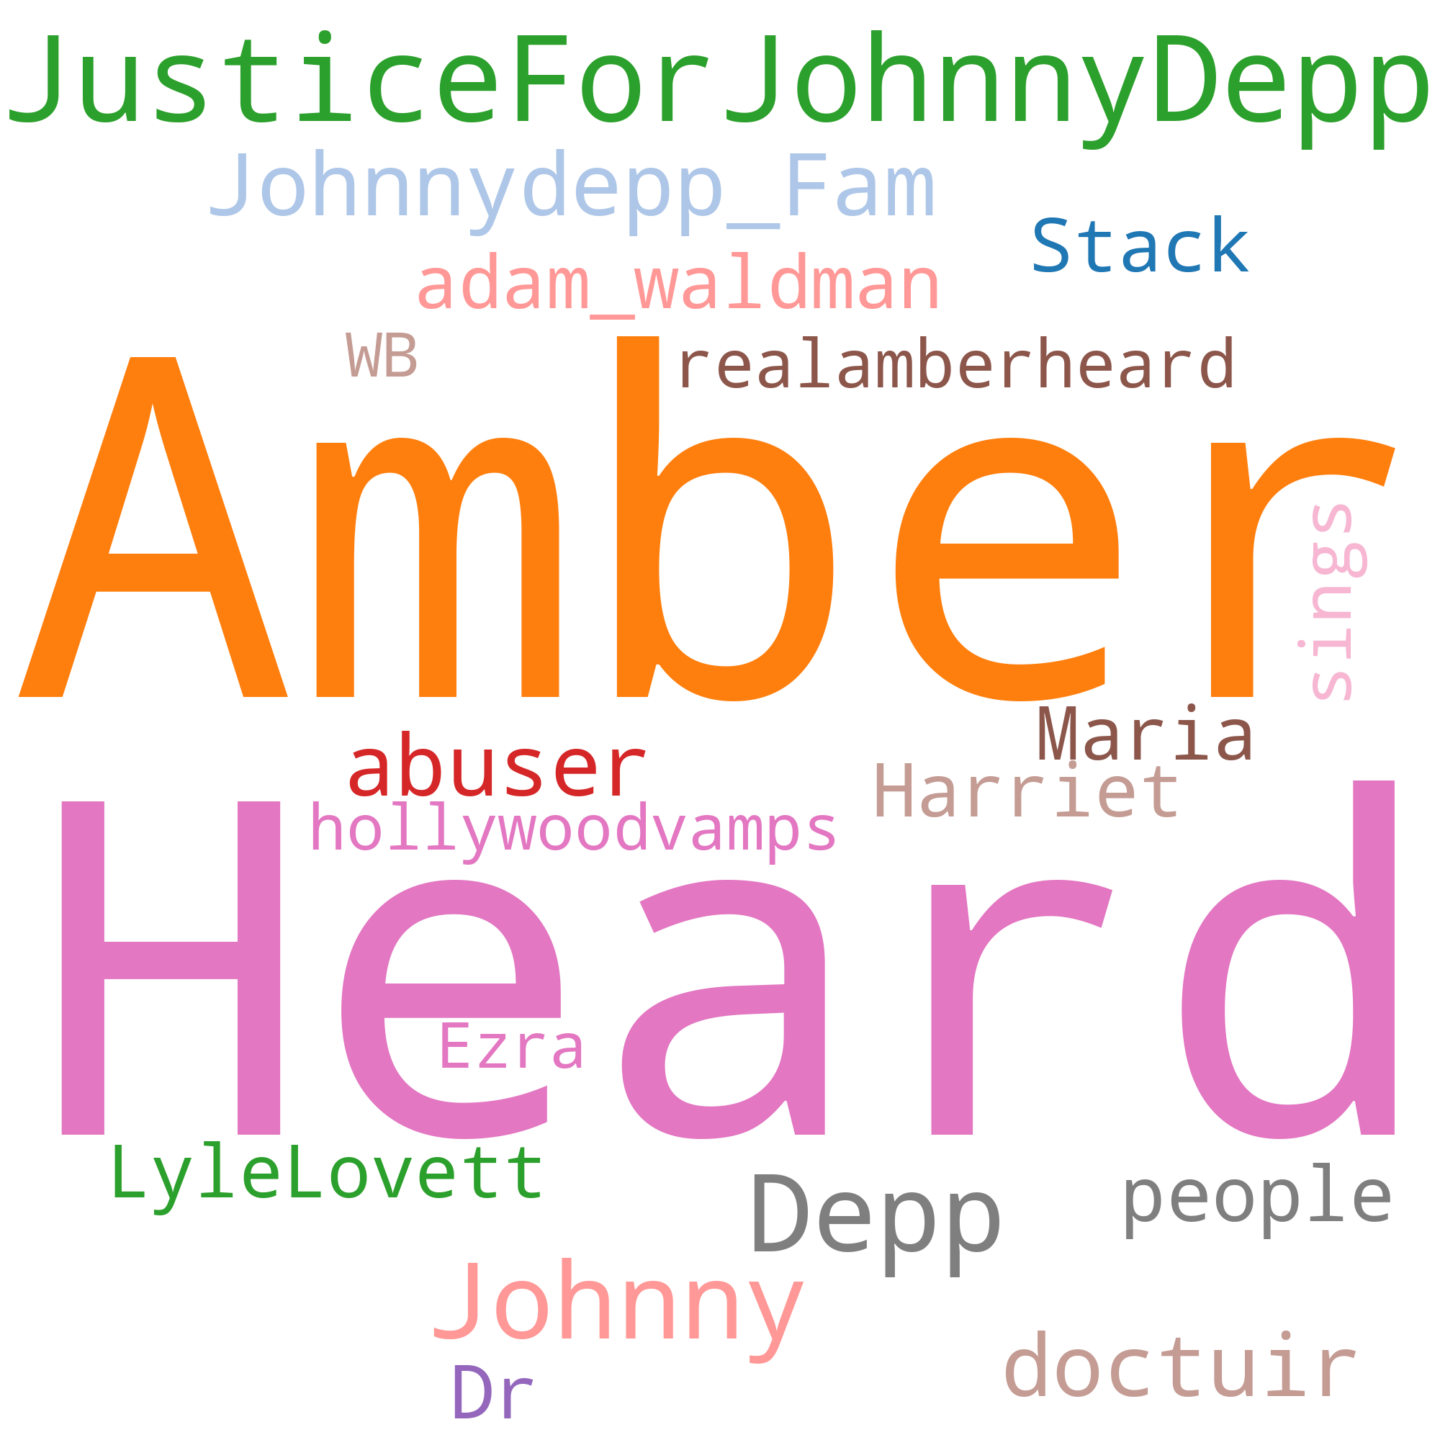 JusticeForJohnnyDepp
Johnnydepp_Fam
Stack
adam_waldman
WB
realamberheard
Amber
sings
Maria
abuser
Harriet
hollywoodvamps
Heard
Ezra
LyleLovett
Depp
people
Johnny
doctuir
Dr